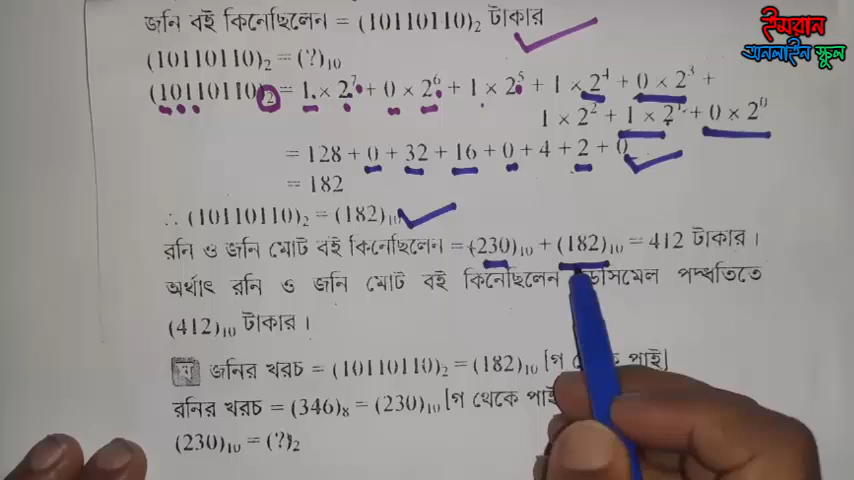 জনি বই কিনেছিলেন = (10110110)₂ টাকার
ইমরান
অনলাইন স্কুল
(10110110)₂ = (?)₁₀
(10110110)₂ = 1 × 2⁷ + 0 × 2⁶ + 1 × 2⁵ + 1 × 2⁴ + 0 × 2³ +
1 × 2² + 1 × 2¹ + 0 × 2⁰
= 128 + 0 + 32 + 16 + 0 + 4 + 2 + 0
= 182
∴ (10110110)₂ = (182)₁₀
রনি ও জনি মোট বই কিনেছিলেন = (230)₁₀ + (182)₁₀ = 412 টাকার।
অর্থাৎ রনি ও জনি মোট বই কিনেছিলেন পদ্ধতিতে
(412)₁₀ টাকার।
ঘ জনির খরচ = (10110110)₂ = (182)₁₀ [গ থেকে পাই]
রনির খরচ = (346)₈ = (230)₁₀ [গ থেকে পাই
(230)₁₀ = (?)₂